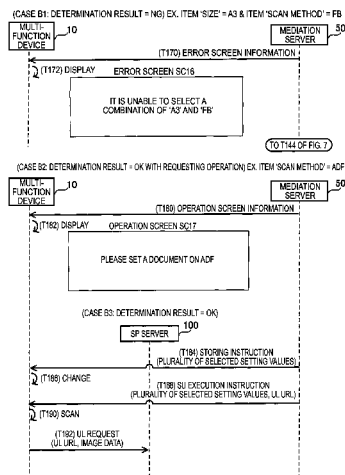 (CASE B1: DETERMINATION RESULT = NG) EX. ITEM 'SIZE' = A3 & ITEM 'SCAN METHOD' = FB
MULTI-
FUNCTION
DEVICE
10
MEDIATION
SERVER
50
(T170) ERROR SCREEN INFORMATION
(T172) DISPLAY
ERROR SCREEN SC16
IT IS UNABLE TO SELECT A
COMBINATION OF 'A3' AND 'FB'
TO T144 OF FIG. 7
(CASE B2: DETERMINATION RESULT = OK WITH REQUESTING OPERATION) EX. ITEM 'SCAN METHOD' = ADF
MULTI-
FUNCTION
DEVICE
10
MEDIATION
SERVER
50
(T180) OPERATION SCREEN INFORMATION
(T182) DISPLAY
OPERATION SCREEN SC17
PLEASE SET A DOCUMENT ON ADF
(CASE B3: DETERMINATION RESULT = OK)
SP SERVER
100
(T184) STORING INSTRUCTION
(PLURALITY OF SELECTED SETTING VALUES)
(T186) CHANGE
(T188) SU EXECUTION INSTRUCTION
(PLURALITY OF SELECTED SETTING VALUES, UL URL)
(T190) SCAN
(T192) UL REQUEST
(UL URL, IMAGE DATA)